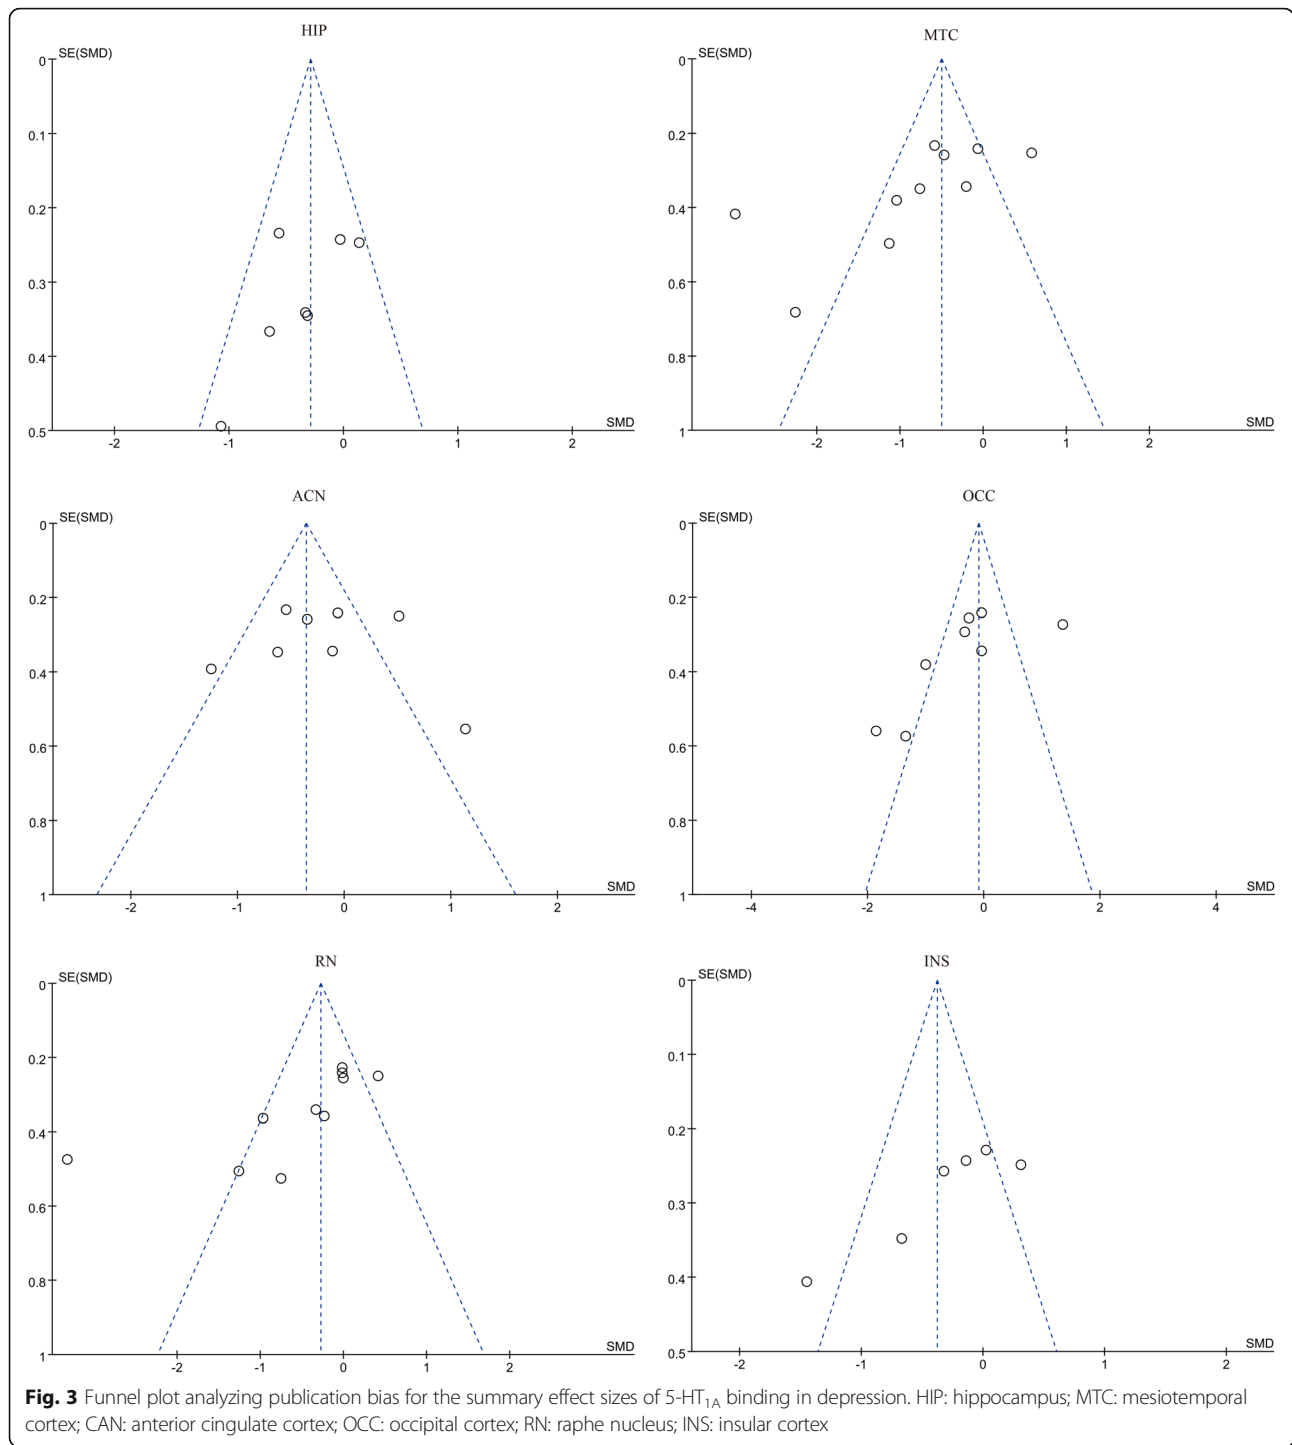 HIP
SE(SMD)
0
0.1
0.2
0.3
0.4
0.5
-2 -1 0 1 2
SMD
MTC
SE(SMD)
0
0.2
0.4
0.6
0.8
1
-2 -1 0 1 2
SMD
ACN
SE(SMD)
0
0.2
0.4
0.6
0.8
1
-2 -1 0 1 2
SMD
OCC
SE(SMD)
0
0.2
0.4
0.6
0.8
1
-4 -2 0 2 4
SMD
RN
SE(SMD)
0
0.2
0.4
0.6
0.8
1
-2 -1 0 1 2
SMD
INS
SE(SMD)
0
0.1
0.2
0.3
0.4
0.5
-2 -1 0 1 2
SMD
Fig. 3 Funnel plot analyzing publication bias for the summary effect sizes of 5-HT1A binding in depression. HIP: hippocampus; MTC: mesiotemporal
cortex; CAN: anterior cingulate cortex; OCC: occipital cortex; RN: raphe nucleus; INS: insular cortex